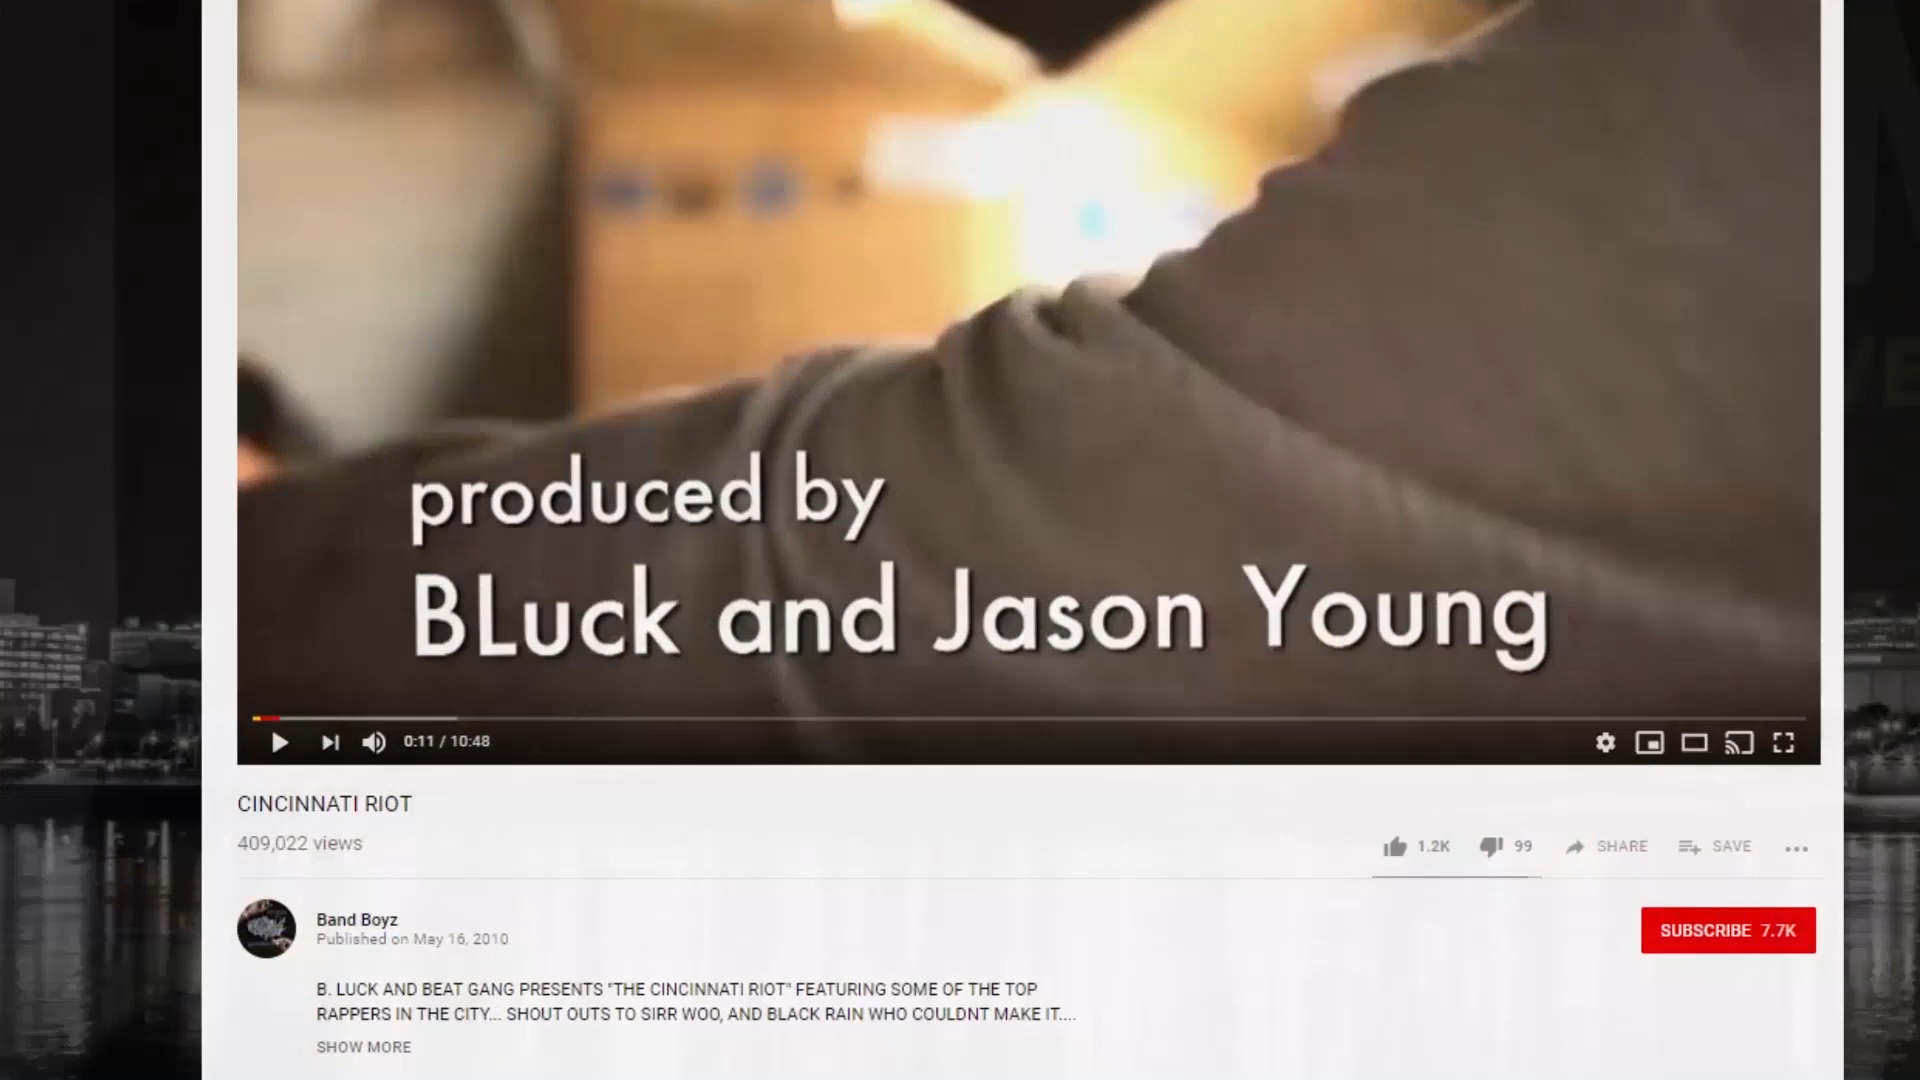 produced by
BLuck and Jason Young
0:11 / 10:48
CINCINNATI RIOT
409,022 views
1.2K 99 SHARE SAVE
Band Boyz
Published on May 16, 2010
SUBSCRIBE 7.7K
B. LUCK AND BEAT GANG PRESENTS "THE CINCINNATI RIOT" FEATURING SOME OF THE TOP
RAPPERS IN THE CITY... SHOUT OUTS TO SIRR WOO, AND BLACK RAIN WHO COULDNT MAKE IT....
SHOW MORE